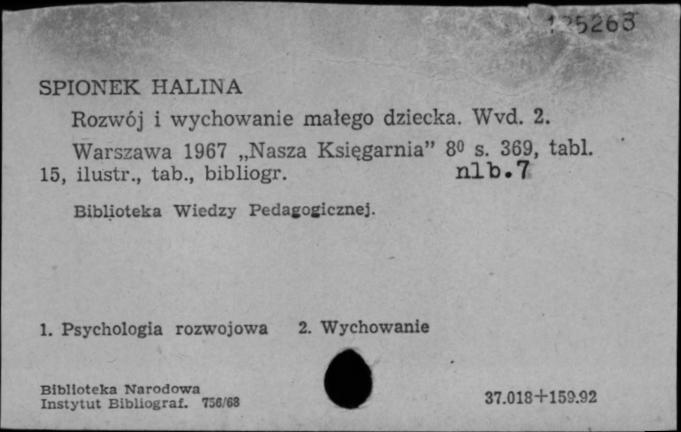 SPIONEK HALINA
Rozwój i wychowanie małego dziecka. Wyd. 2.
Warszawa 1967 „Nasza Księgarnia” 8⁰ s. 369, tabl.
15, ilustr., tab., bibliogr. nlb.7
Biblioteka Wiedzy Pedagogicznej.
1. Psychologia rozwojowa 2. Wychowanie
Biblioteka Narodowa
Instytut Bibliograf. 756/68
37.018+159.92